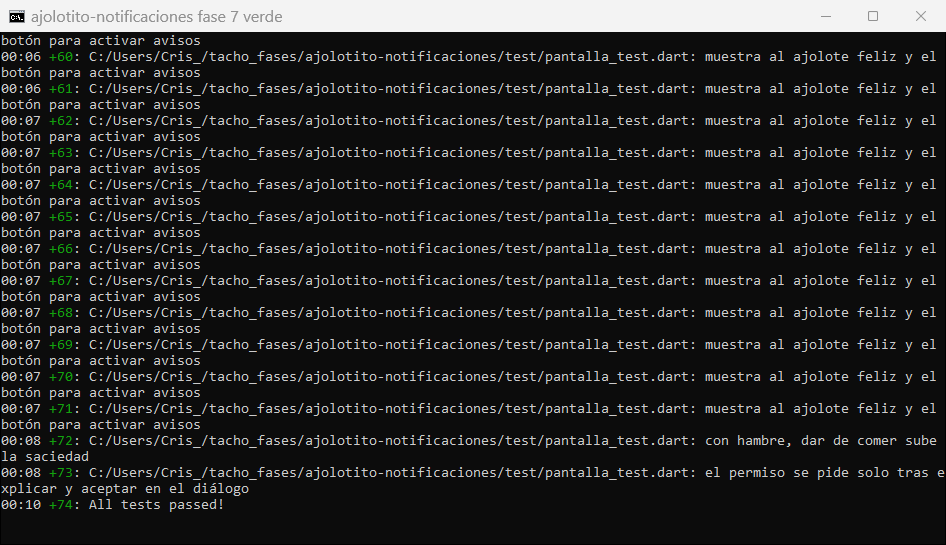 ajolotito-notificaciones fase 7 verde
botón para activar avisos
00:06 +60: C:/Users/Cris_/tacho_fases/ajolotito-notificaciones/test/pantalla_test.dart: muestra al ajolote feliz y el
botón para activar avisos
00:06 +61: C:/Users/Cris_/tacho_fases/ajolotito-notificaciones/test/pantalla_test.dart: muestra al ajolote feliz y el
botón para activar avisos
00:07 +62: C:/Users/Cris_/tacho_fases/ajolotito-notificaciones/test/pantalla_test.dart: muestra al ajolote feliz y el
botón para activar avisos
00:07 +63: C:/Users/Cris_/tacho_fases/ajolotito-notificaciones/test/pantalla_test.dart: muestra al ajolote feliz y el
botón para activar avisos
00:07 +64: C:/Users/Cris_/tacho_fases/ajolotito-notificaciones/test/pantalla_test.dart: muestra al ajolote feliz y el
botón para activar avisos
00:07 +65: C:/Users/Cris_/tacho_fases/ajolotito-notificaciones/test/pantalla_test.dart: muestra al ajolote feliz y el
botón para activar avisos
00:07 +66: C:/Users/Cris_/tacho_fases/ajolotito-notificaciones/test/pantalla_test.dart: muestra al ajolote feliz y el
botón para activar avisos
00:07 +67: C:/Users/Cris_/tacho_fases/ajolotito-notificaciones/test/pantalla_test.dart: muestra al ajolote feliz y el
botón para activar avisos
00:07 +68: C:/Users/Cris_/tacho_fases/ajolotito-notificaciones/test/pantalla_test.dart: muestra al ajolote feliz y el
botón para activar avisos
00:07 +69: C:/Users/Cris_/tacho_fases/ajolotito-notificaciones/test/pantalla_test.dart: muestra al ajolote feliz y el
botón para activar avisos
00:07 +70: C:/Users/Cris_/tacho_fases/ajolotito-notificaciones/test/pantalla_test.dart: muestra al ajolote feliz y el
botón para activar avisos
00:07 +71: C:/Users/Cris_/tacho_fases/ajolotito-notificaciones/test/pantalla_test.dart: muestra al ajolote feliz y el
botón para activar avisos
00:08 +72: C:/Users/Cris_/tacho_fases/ajolotito-notificaciones/test/pantalla_test.dart: con hambre, dar de comer sube
la saciedad
00:08 +73: C:/Users/Cris_/tacho_fases/ajolotito-notificaciones/test/pantalla_test.dart: el permiso se pide solo tras e
xplicar y aceptar en el diálogo
00:10 +74: All tests passed!